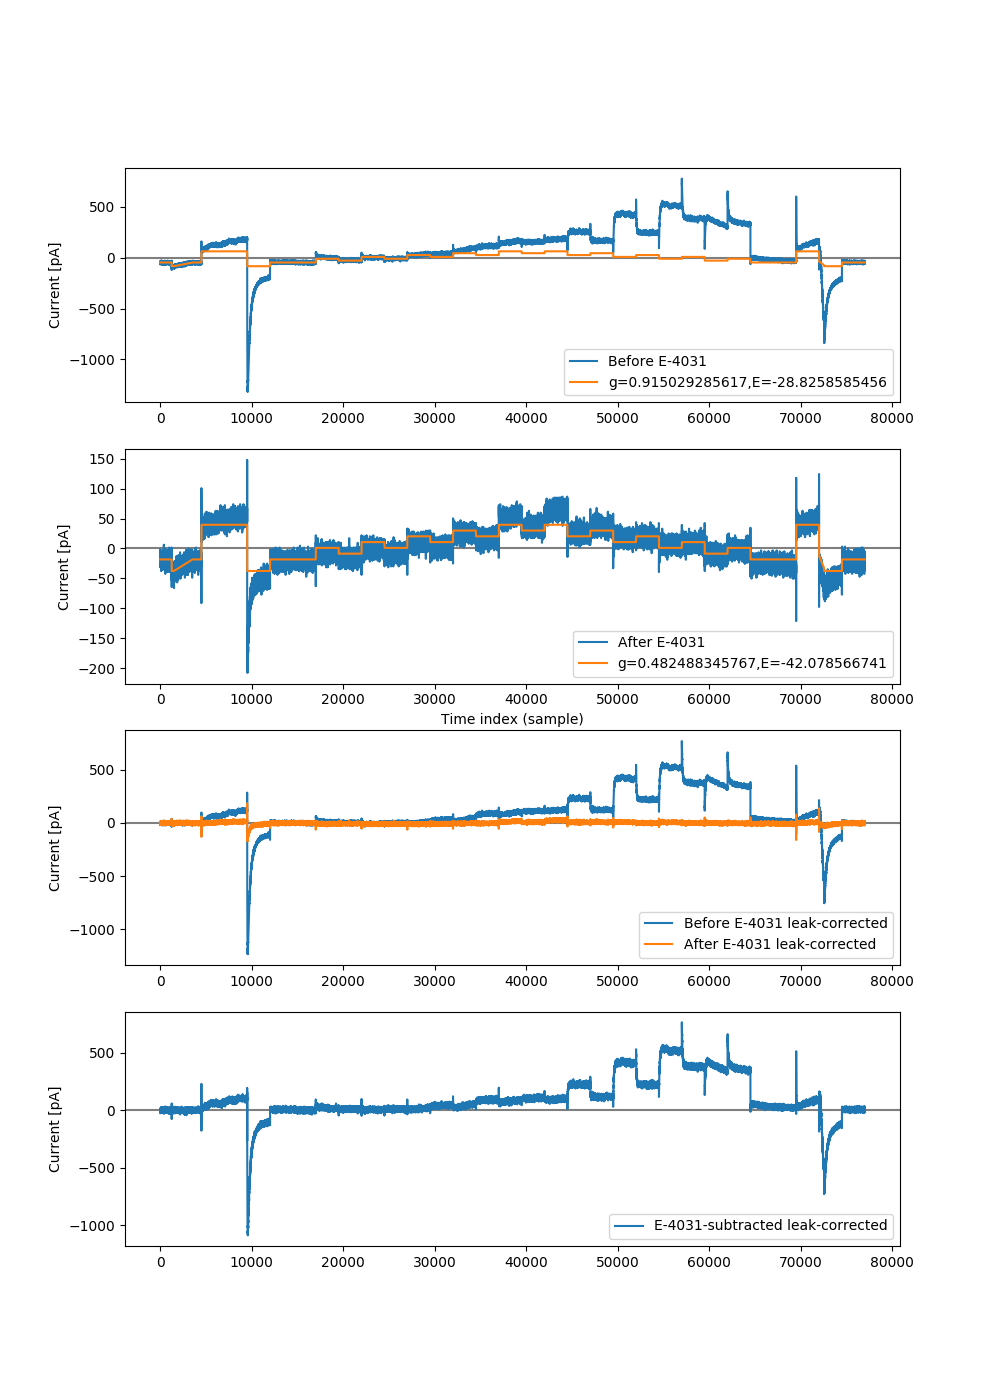 Current [pA]
500
0
−500
−1000
Before E-4031
g=0.915029285617,E=-28.8258585456
0 10000 20000 30000 40000 50000 60000 70000 80000
Current [pA]
150
100
50
0
−50
−100
−150
−200
After E-4031
g=0.482488345767,E=-42.078566741
0 10000 20000 30000 40000 50000 60000 70000 80000
Time index (sample)
Current [pA]
500
0
−500
−1000
Before E-4031 leak-corrected
After E-4031 leak-corrected
0 10000 20000 30000 40000 50000 60000 70000 80000
Current [pA]
500
0
−500
−1000
E-4031-subtracted leak-corrected
0 10000 20000 30000 40000 50000 60000 70000 80000